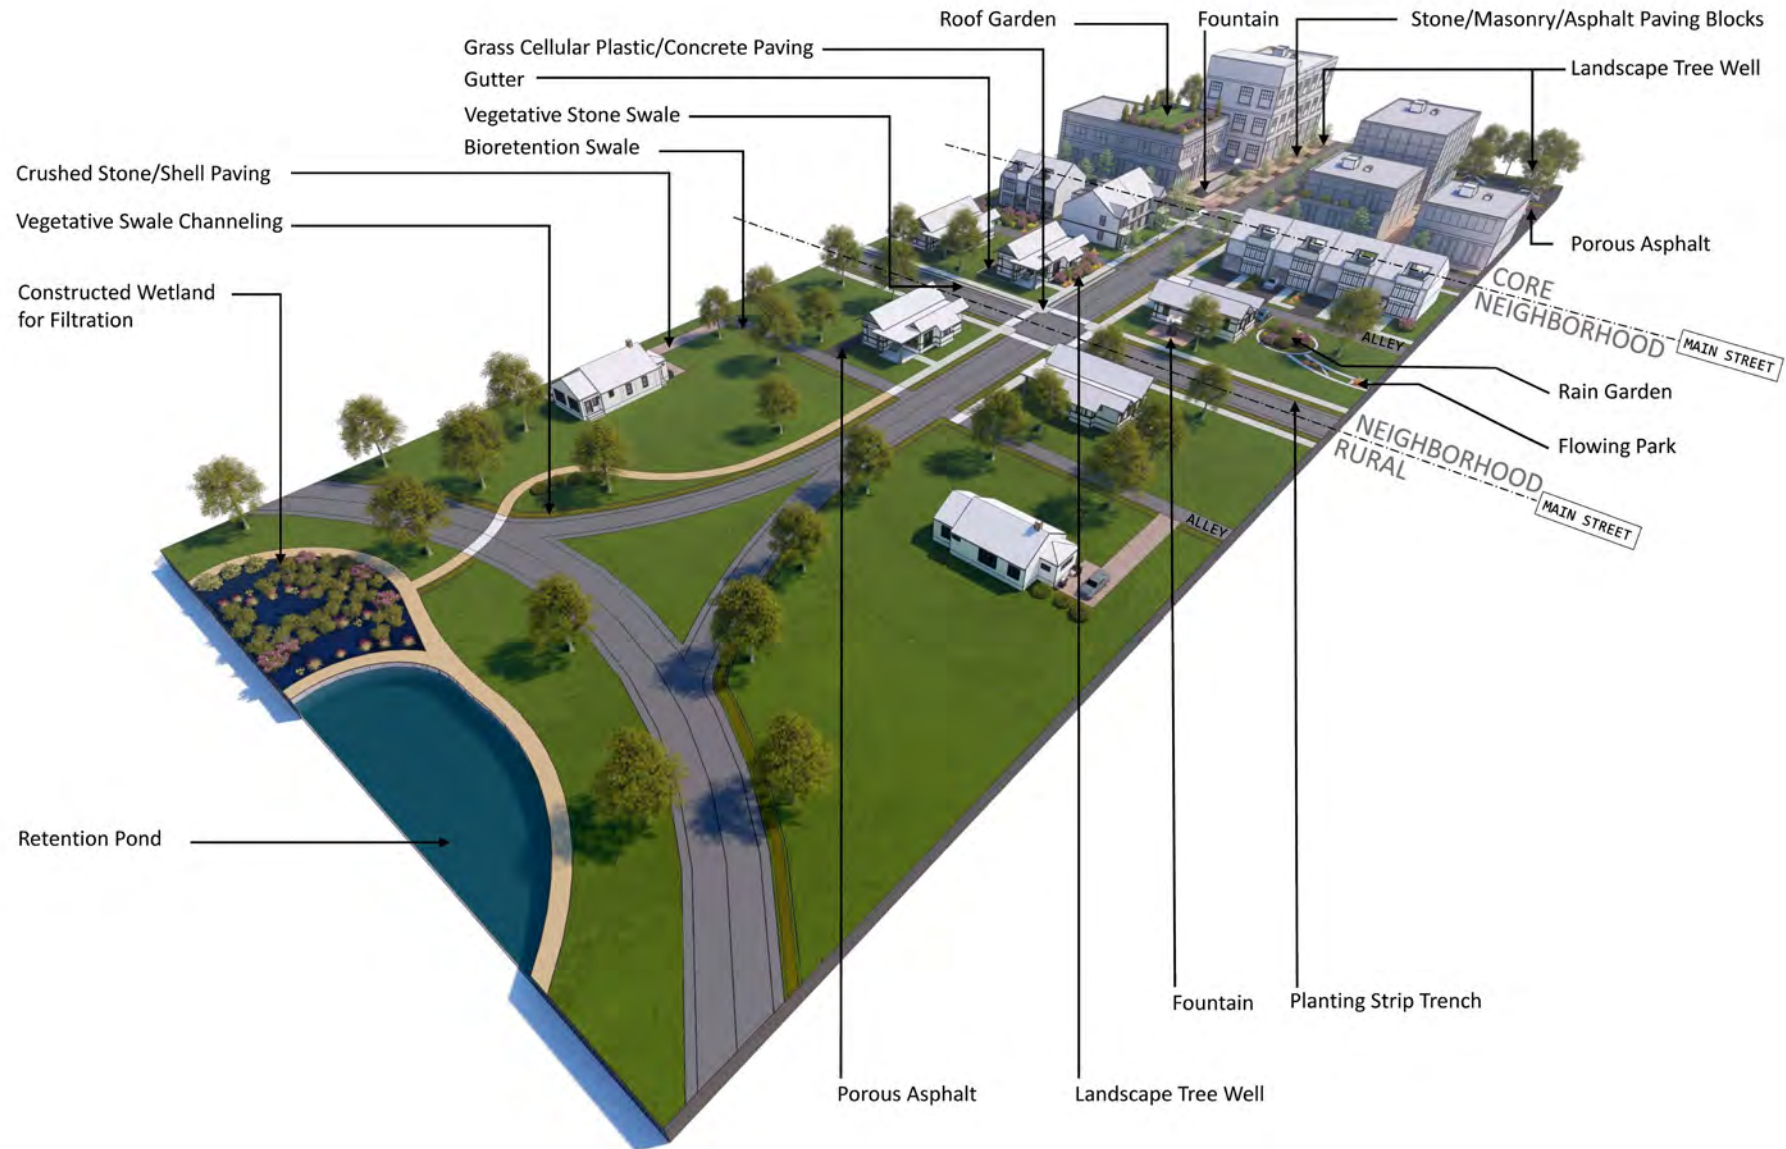 Roof Garden
Fountain
Stone/Masonry/Asphalt Paving Blocks
Grass Cellular Plastic/Concrete Paving
Landscape Tree Well
Gutter
Vegetative Stone Swale
Bioretention Swale
Crushed Stone/Shell Paving
Vegetative Swale Channeling
Porous Asphalt
Constructed Wetland
for Filtration
CORE
NEIGHBORHOOD
MAIN STREET
ALLEY
Rain Garden
Flowing Park
NEIGHBORHOOD
RURAL
MAIN STREET
ALLEY
Retention Pond
Fountain
Planting Strip Trench
Porous Asphalt
Landscape Tree Well